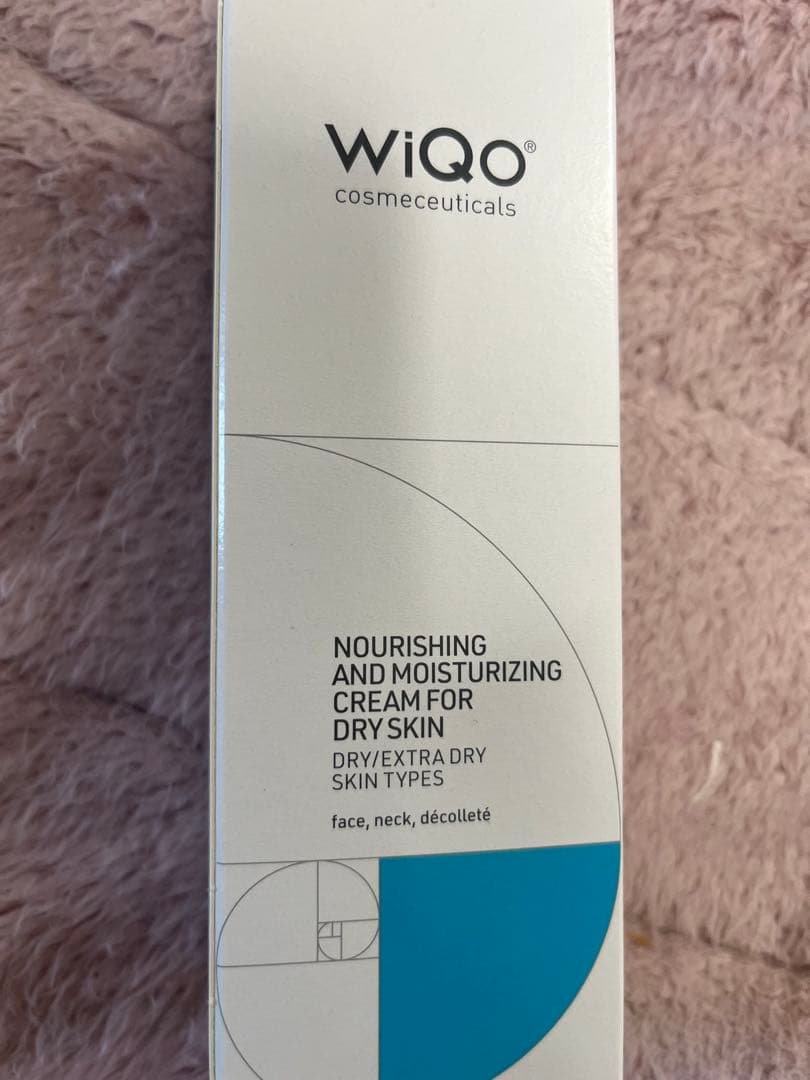 WiQo®
cosmeceuticals
NOURISHING
AND MOISTURIZING
CREAM FOR
DRY SKIN
DRY/EXTRA DRY
SKIN TYPES
face, neck, décolleté